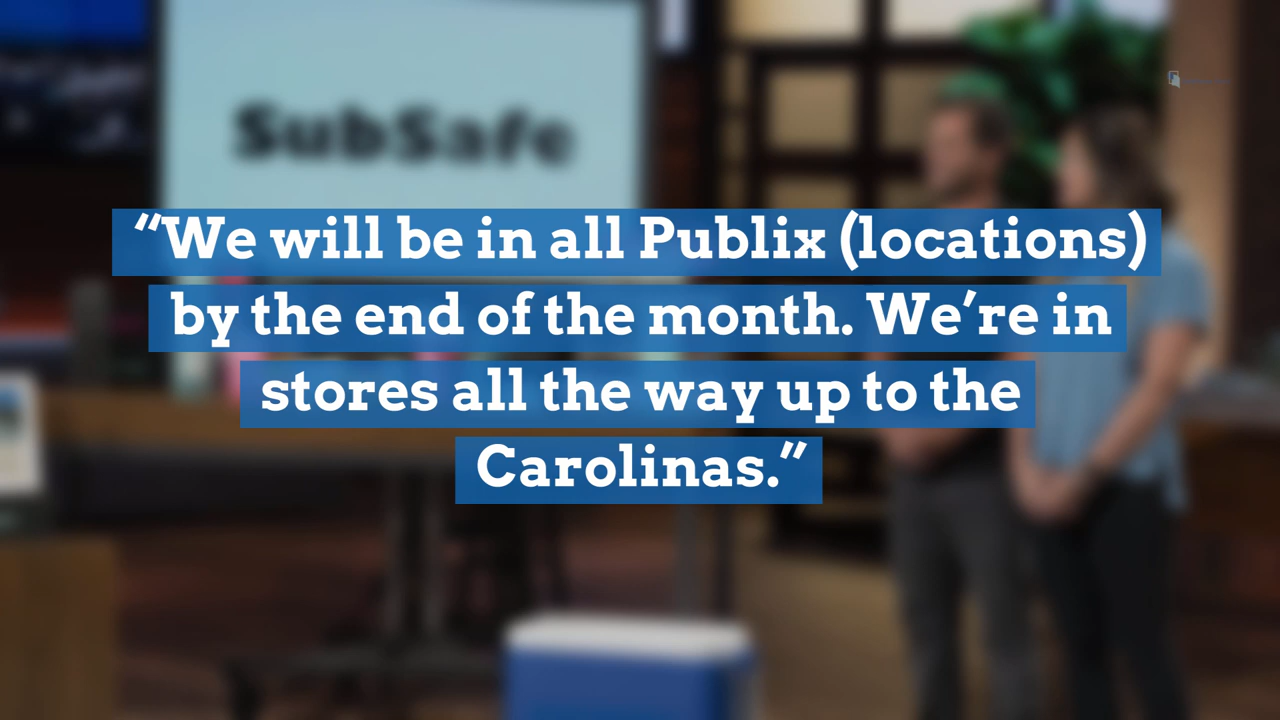 SubSafe
“We will be in all Publix (locations)
by the end of the month. We’re in
stores all the way up to the
Carolinas.”